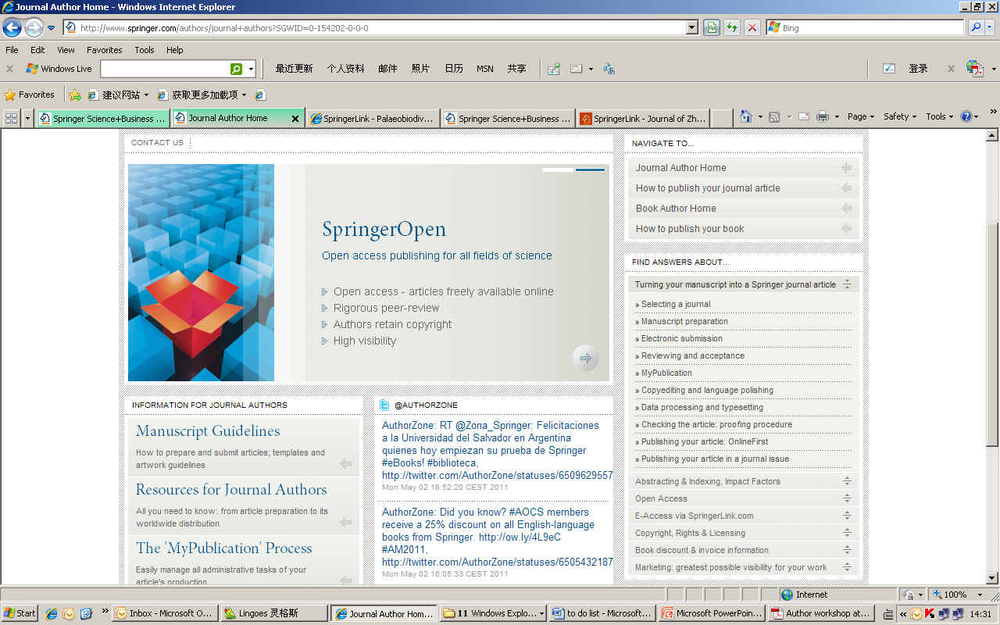 Journal Author Home - Windows Internet Explorer
http://www.springer.com/authors/journal+authors?SGWID=0-154202-0-0-0
Bing
File Edit View Favorites Tools Help
Windows Live
最近更新 个人资料 邮件 照片 日历 MSN 共享
登录
Favorites
建议网站
获取更多加载项
Springer Science+Business ...
Journal Author Home
SpringerLink - Palaeobiodiv...
Springer Science+Business ...
SpringerLink - Journal of Zh...
Page Safety Tools
CONTACT US
SpringerOpen
Open access publishing for all fields of science
Open access - articles freely available online
Rigorous peer-review
Authors retain copyright
High visibility
INFORMATION FOR JOURNAL AUTHORS
Manuscript Guidelines
How to prepare and submit articles; templates and
artwork guidelines
Resources for Journal Authors
All you need to know: from article preparation to its
worldwide distribution
The 'MyPublication' Process
Easily manage all administrative tasks of your
article's production
@AUTHORZONE
AuthorZone: RT @Zona_Springer: Felicitaciones
a la Universidad del Salvador en Argentina
quienes hoy empiezan su prueba de Springer
#eBooks! #biblioteca,
http://twitter.com/AuthorZone/statuses/6509629557
Mon May 02 18:52:20 CEST 2011
AuthorZone: Did you know? #AOCS members
receive a 25% discount on all English-language
books from Springer. http://ow.ly/4L9eC
#AM2011,
http://twitter.com/AuthorZone/statuses/6505432187
Mon May 02 16:05:33 CEST 2011
NAVIGATE TO...
Journal Author Home
How to publish your journal article
Book Author Home
How to publish your book
FIND ANSWERS ABOUT...
Turning your manuscript into a Springer journal article
» Selecting a journal
» Manuscript preparation
» Electronic submission
» Reviewing and acceptance
» MyPublication
» Copyediting and language polishing
» Data processing and typesetting
» Checking the article: proofing procedure
» Publishing your article: OnlineFirst
» Publishing your article in a journal issue
Abstracting & Indexing, Impact Factors
Open Access
E-Access via SpringerLink.com
Copyright, Rights & Licensing
Book discount & invoice information
Marketing: greatest possible visibility for your work
Internet
100%
Start
Inbox - Microsoft O...
Lingoes 灵格斯
Journal Author Hom...
11 Windows Explo...
to do list - Microsoft...
Microsoft PowerPoin...
Author workshop at...
14:31